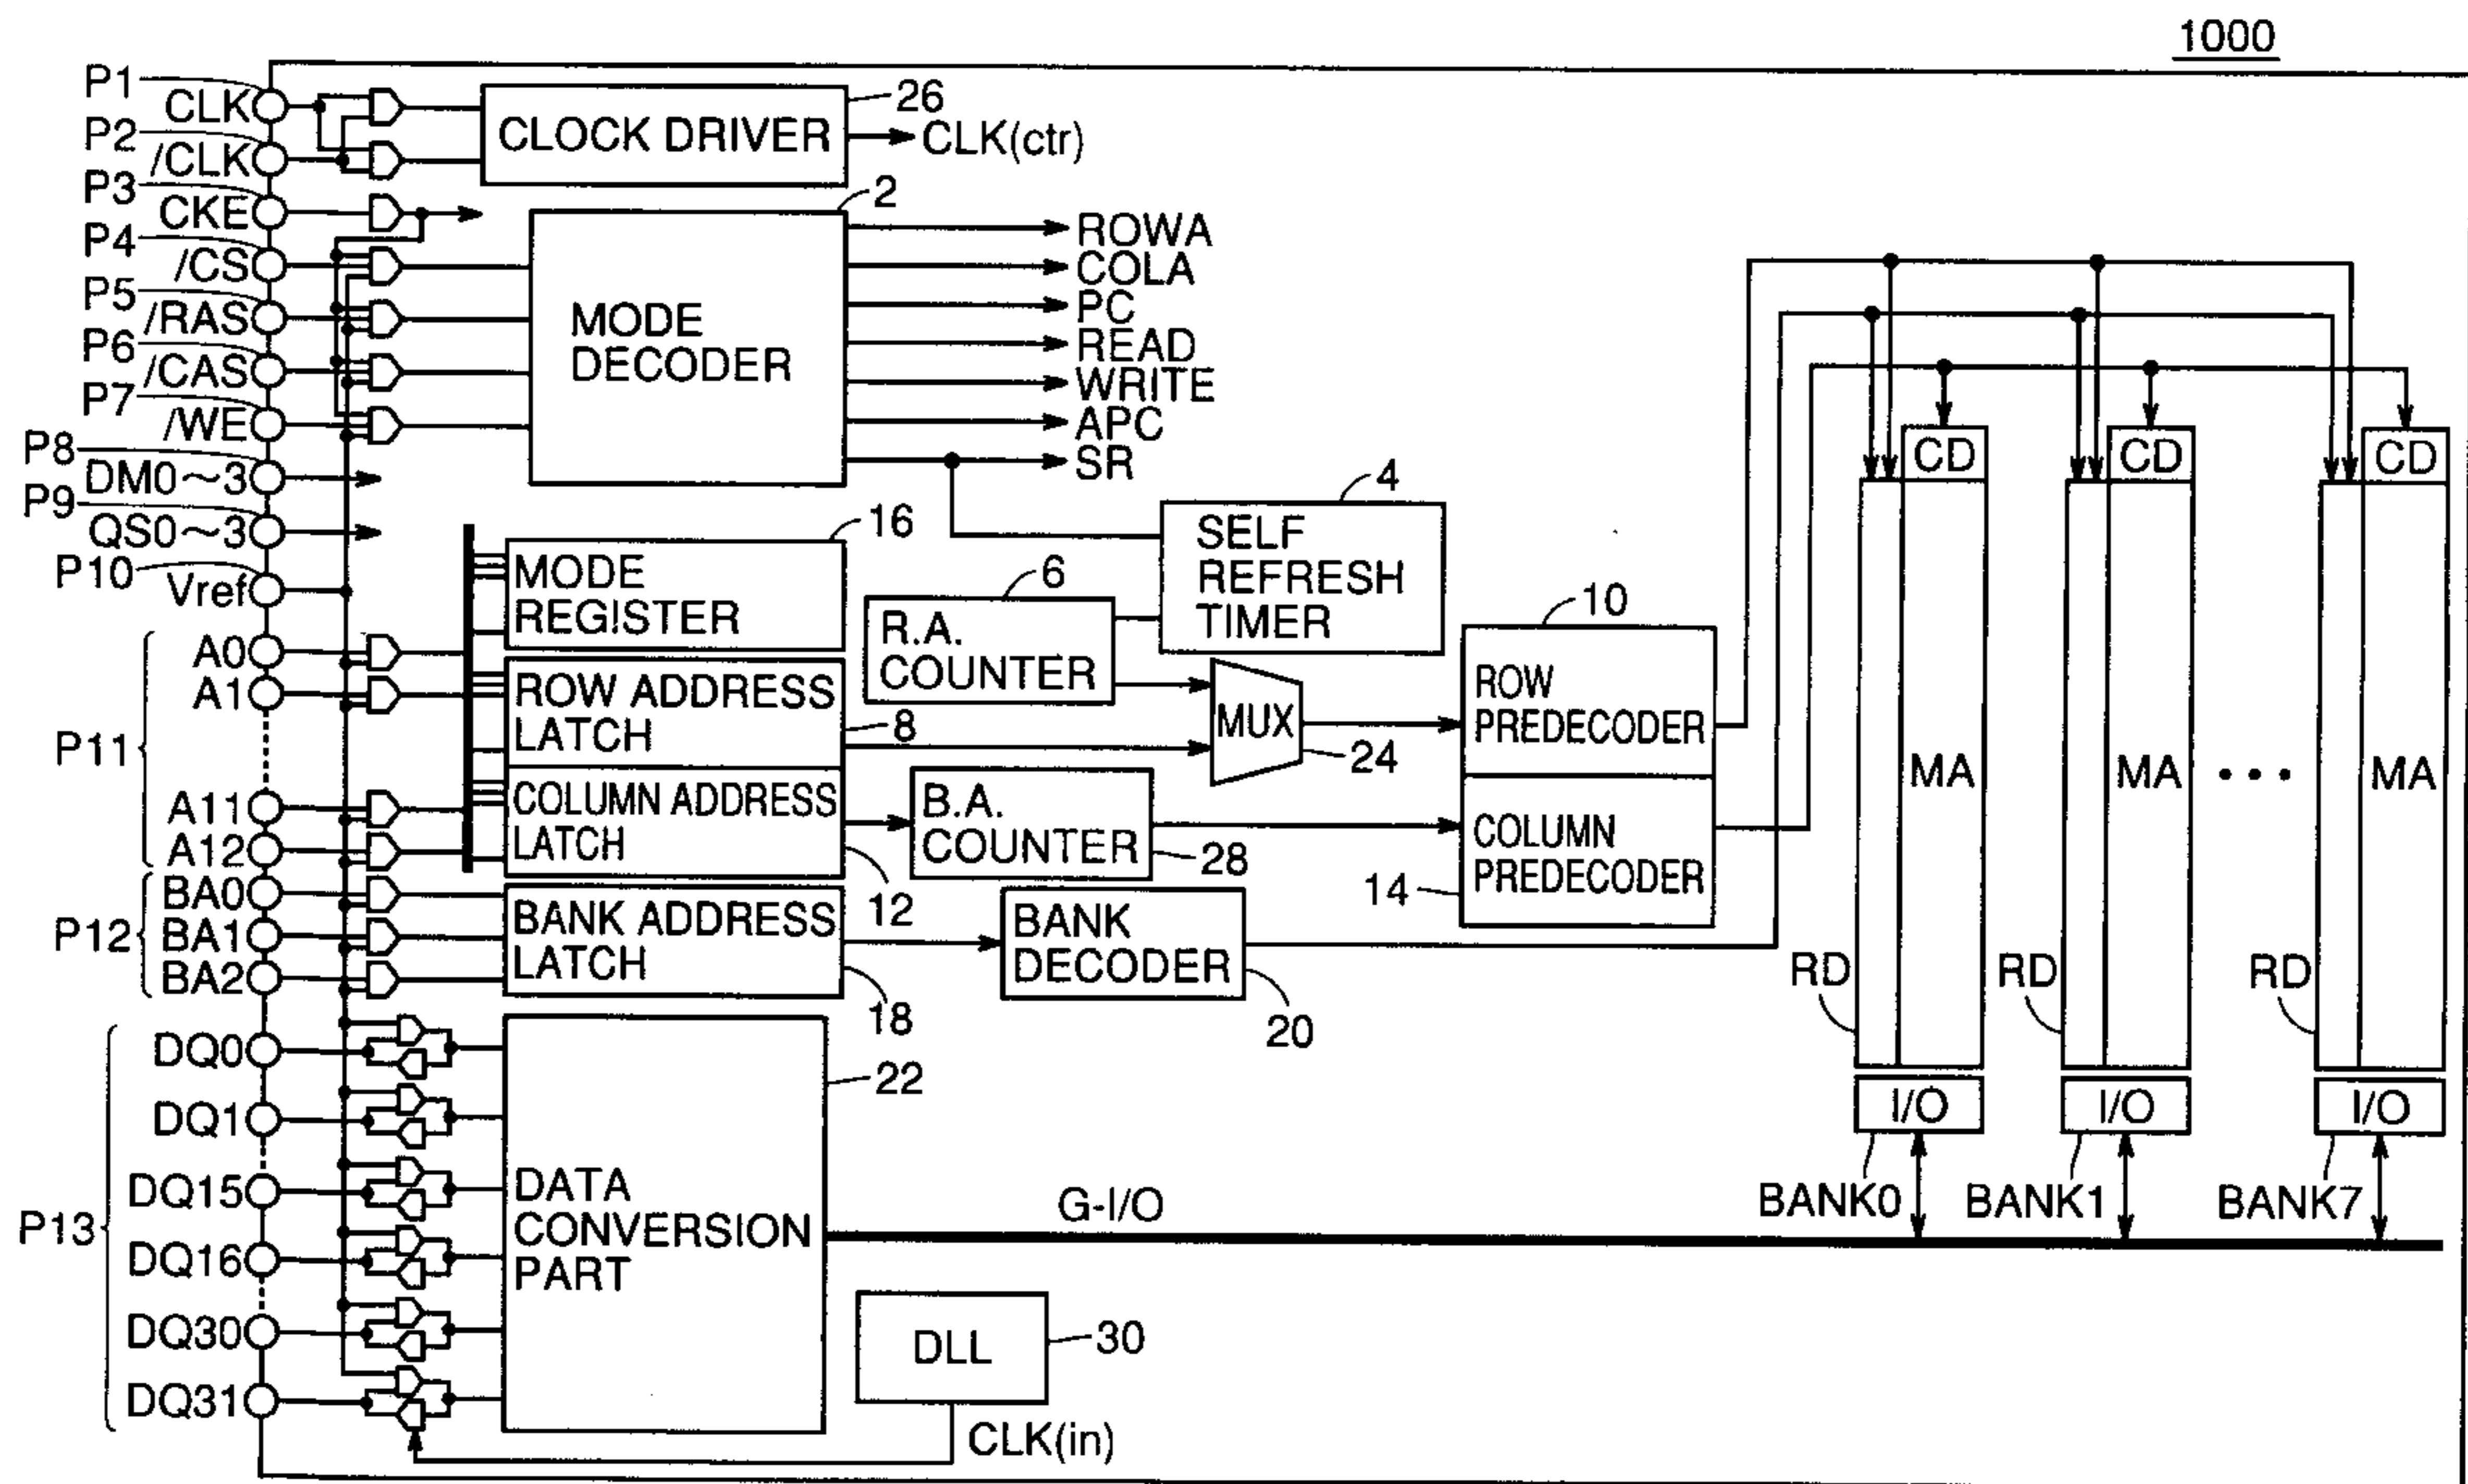 1000
P1
CLK
P2
/CLK
P3
CKE
P4
/CS
P5
/RAS
P6
/CAS
P7
/WE
P8
DM0~3
P9
QS0~3
P10
Vref
P11
A0
A1
A11
A12
P12
BA0
BA1
BA2
P13
DQ0
DQ1
DQ15
DQ16
DQ30
DQ31
CLOCK DRIVER
26
CLK(ctr)
MODE
DECODER
2
ROWA
COLA
PC
READ
WRITE
APC
SR
MODE
REGISTER
16
ROW ADDRESS
LATCH
8
COLUMN ADDRESS
LATCH
12
BANK ADDRESS
LATCH
18
DATA
CONVERSION
PART
22
SELF
REFRESH
TIMER
4
R.A.
COUNTER
6
MUX
24
B.A.
COUNTER
28
BANK
DECODER
20
ROW
PREDECODER
10
COLUMN
PREDECODER
14
G-I/O
DLL
30
CLK(in)
CD
CD
CD
MA
MA
...
MA
RD
RD
RD
I/O
I/O
I/O
BANK0
BANK1
BANK7